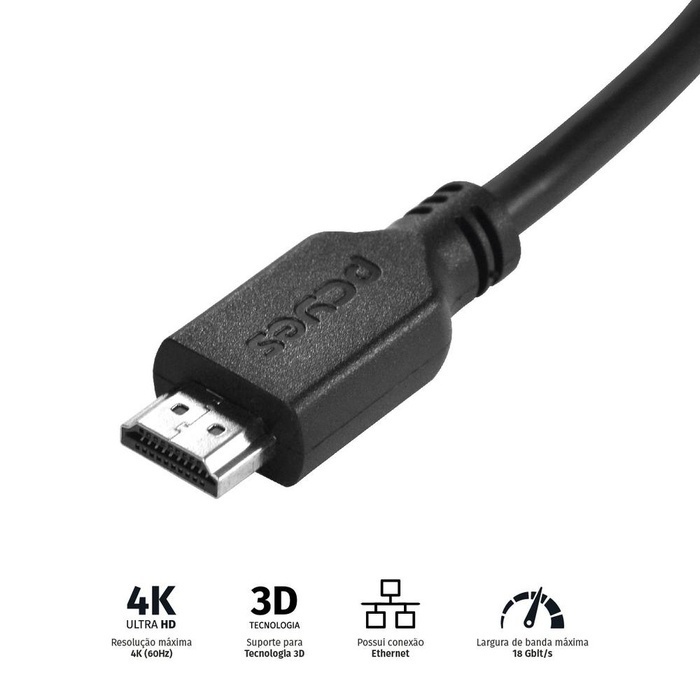 PCYES
4K
ULTRA HD
Resolução máxima
4K (60Hz)
3D
TECNOLOGIA
Suporte para
Tecnologia 3D
Possui conexão
Ethernet
Largura de banda máxima
18 Gbit/s